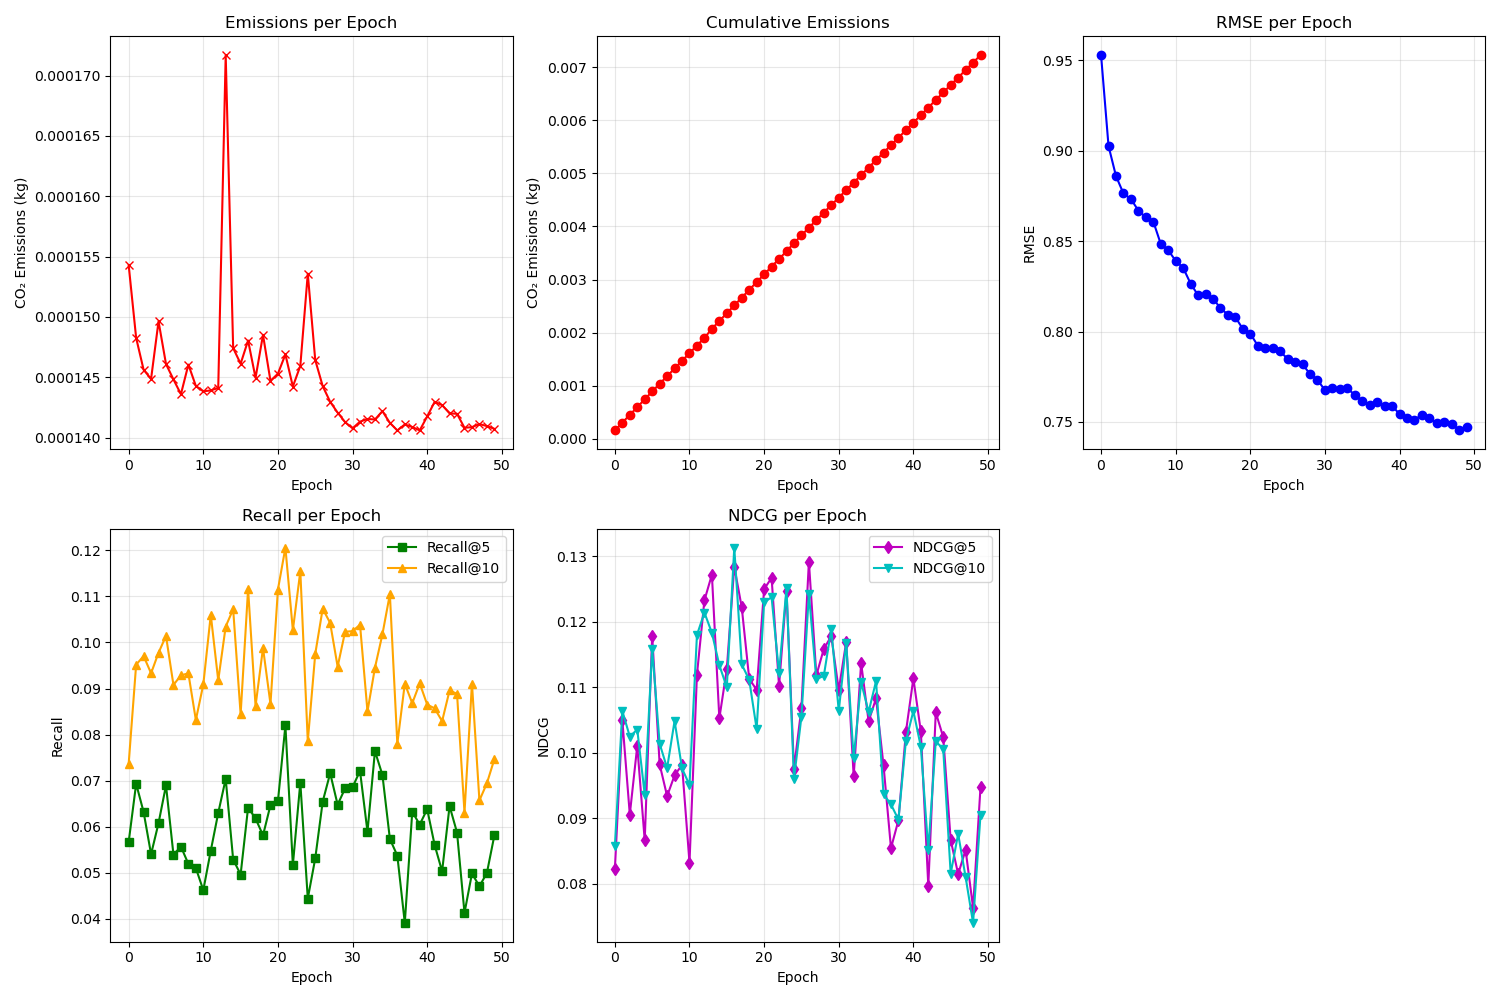 Emissions per Epoch
CO₂ Emissions (kg)
0.000170
0.000165
0.000160
0.000155
0.000150
0.000145
0.000140
0 10 20 30 40 50
Epoch
Cumulative Emissions
CO₂ Emissions (kg)
0.007
0.006
0.005
0.004
0.003
0.002
0.001
0.000
0 10 20 30 40 50
Epoch
RMSE per Epoch
RMSE
0.95
0.90
0.85
0.80
0.75
0 10 20 30 40 50
Epoch
Recall per Epoch
Recall@5
Recall@10
Recall
0.12
0.11
0.10
0.09
0.08
0.07
0.06
0.05
0.04
0 10 20 30 40 50
Epoch
NDCG per Epoch
NDCG@5
NDCG@10
NDCG
0.13
0.12
0.11
0.10
0.09
0.08
0 10 20 30 40 50
Epoch